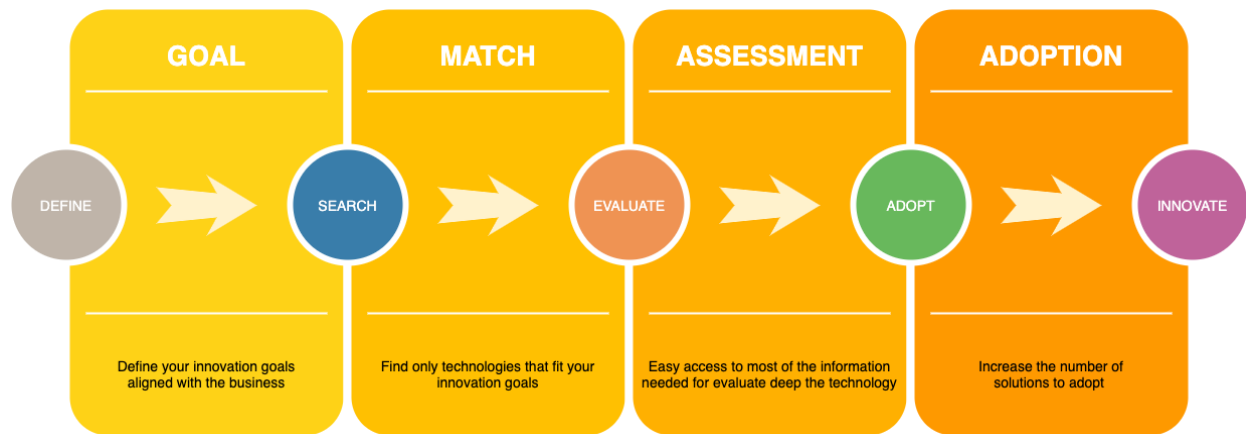 GOAL
MATCH
ASSESSMENT
ADOPTION
DEFINE
SEARCH
EVALUATE
ADOPT
INNOVATE
Define your innovation goals
aligned with the business
Find only technologies that fit your
innovation goals
Easy access to most of the information
needed for evaluate deep the technology
Increase the number of
solutions to adopt